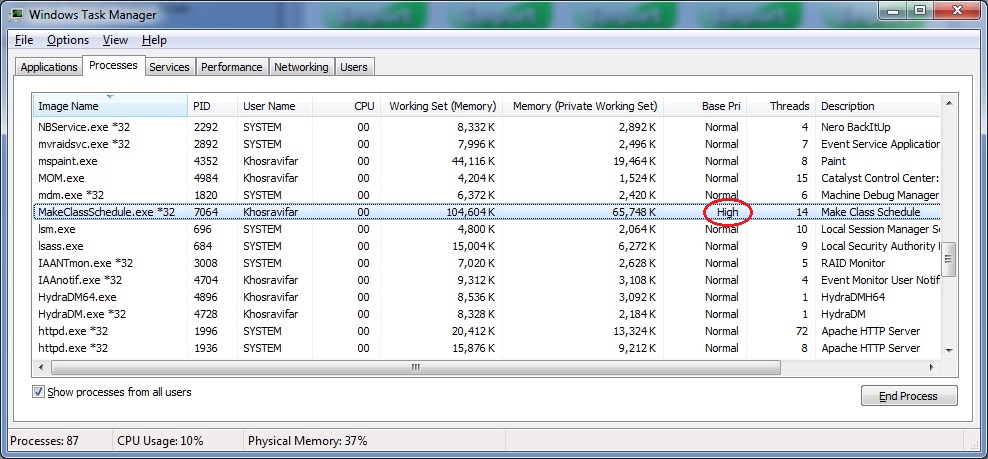 Windows Task Manager
File Options View Help
Applications Processes Services Performance Networking Users
Image Name PID User Name CPU Working Set (Memory) Memory (Private Working Set) Base Pri Threads Description
NBService.exe *32 2292 SYSTEM 00 8,332 K 2,892 K Normal 4 Nero BackItUp
mvraidsvc.exe *32 2892 SYSTEM 00 7,996 K 2,496 K Normal 7 Event Service Application
mspaint.exe 4352 Khosravifar 00 44,116 K 19,464 K Normal 8 Paint
MOM.exe 4984 Khosravifar 00 4,204 K 1,524 K Normal 15 Catalyst Control Center:
mdm.exe *32 1820 SYSTEM 00 6,372 K 2,420 K Normal 6 Machine Debug Manager
MakeClassSchedule.exe *32 7064 Khosravifar 00 104,604 K 65,748 K High 14 Make Class Schedule
lsm.exe 696 SYSTEM 00 4,800 K 2,064 K Normal 10 Local Session Manager Se
lsass.exe 684 SYSTEM 00 15,004 K 6,272 K Normal 9 Local Security Authority
IAANTmon.exe *32 3008 SYSTEM 00 7,020 K 2,628 K Normal 5 RAID Monitor
IAAnotif.exe *32 4704 Khosravifar 00 9,312 K 3,108 K Normal 4 Event Monitor User Notif
HydraDM64.exe 4896 Khosravifar 00 8,536 K 3,092 K Normal 1 HydraDMH64
HydraDM.exe *32 4728 Khosravifar 00 8,328 K 2,184 K Normal 1 HydraDM
httpd.exe *32 1996 SYSTEM 00 20,412 K 13,324 K Normal 72 Apache HTTP Server
httpd.exe *32 1936 SYSTEM 00 15,876 K 9,212 K Normal 8 Apache HTTP Server
Show processes from all users
End Process
Processes: 87 CPU Usage: 10% Physical Memory: 37%